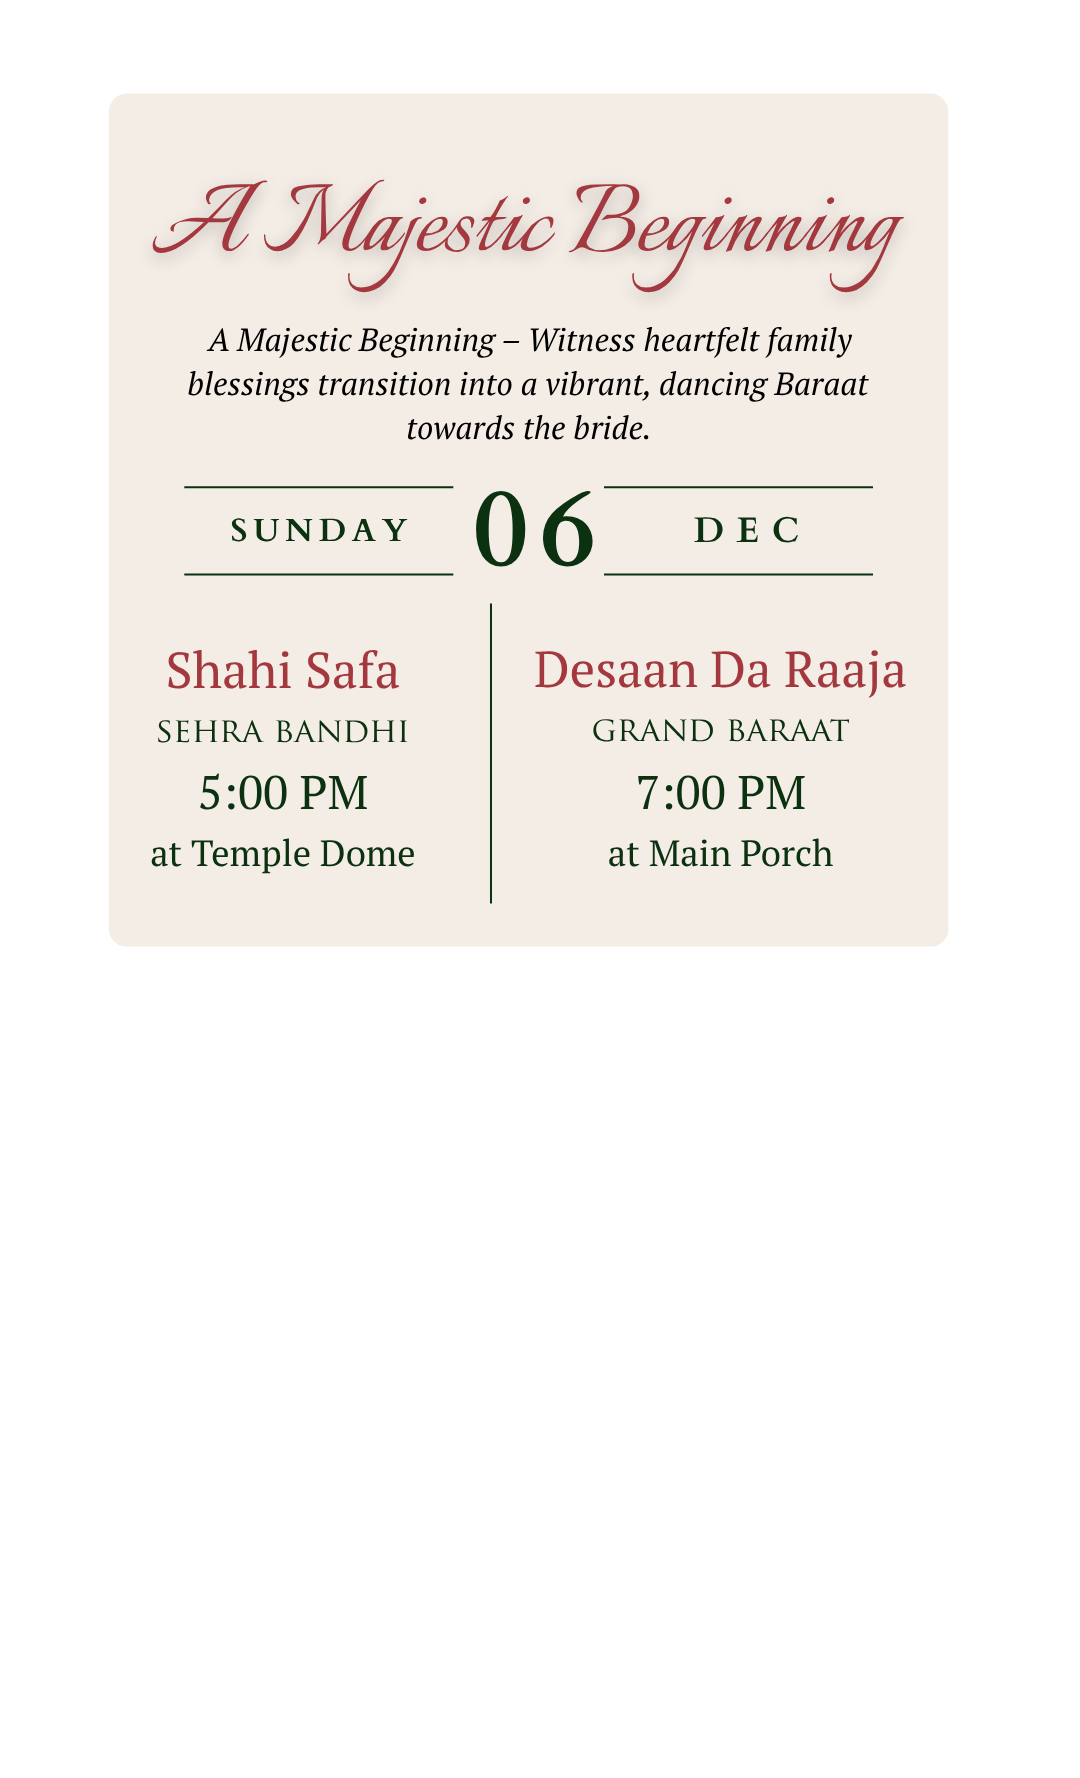 A Majestic Beginning
A Majestic Beginning – Witness heartfelt family
blessings transition into a vibrant, dancing Baraat
towards the bride.
SUNDAY 06 DEC
Shahi Safa
SEHRA BANDHI
5:00 PM
at Temple Dome
Desaan Da Raaja
GRAND BARAAT
7:00 PM
at Main Porch